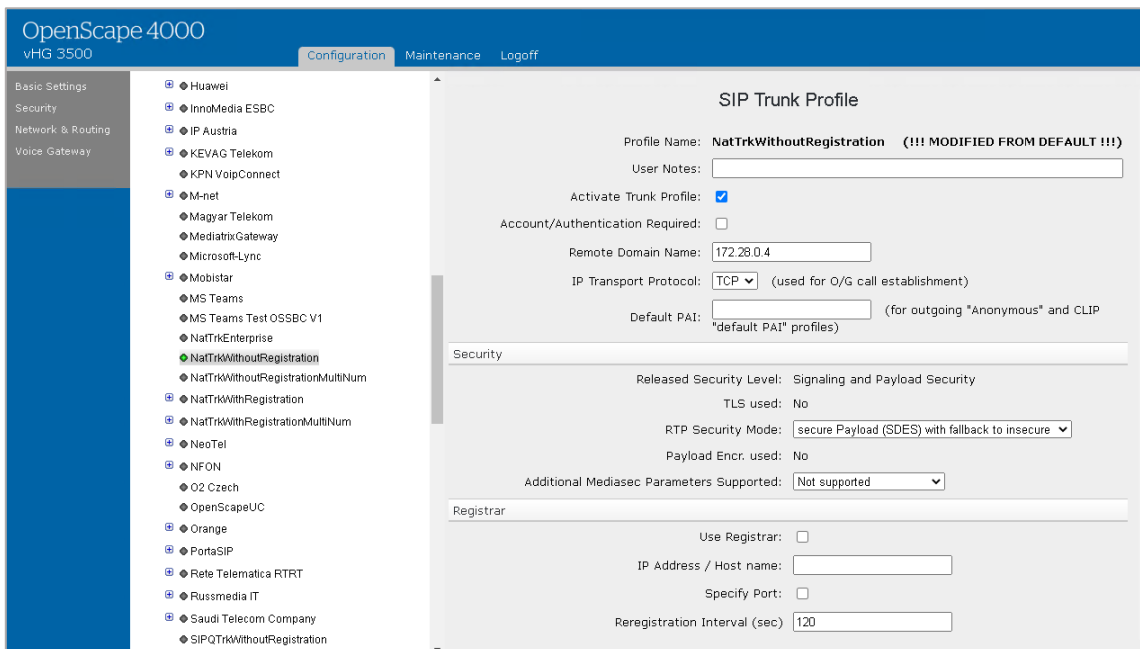 OpenScape 4000
vHG 3500
Configuration Maintenance Logoff
Basic Settings
Security
Network & Routing
Voice Gateway
Huawei
InnoMedia ESBC
IP Austria
KEVAG Telekom
KPN VoipConnect
M-net
Magyar Telekom
MediatrixGateway
Microsoft-Lync
Mobistar
MS Teams
MS Teams Test OSSBC V1
NatTrkEnterprise
NatTrkWithoutRegistration
NatTrkWithoutRegistrationMultiNum
NatTrkWithRegistration
NatTrkWithRegistrationMultiNum
NeoTel
NFON
O2 Czech
OpenScapeUC
Orange
PortaSIP
Rete Telematica RTRT
Russmedia IT
Saudi Telecom Company
SIPQTrkWithoutRegistration
SIP Trunk Profile
Profile Name: NatTrkWithoutRegistration (!!! MODIFIED FROM DEFAULT !!!)
User Notes:
Activate Trunk Profile:
Account/Authentication Required:
Remote Domain Name: 172.28.0.4
IP Transport Protocol: TCP (used for O/G call establishment)
Default PAI: (for outgoing "Anonymous" and CLIP
"default PAI" profiles)
Security
Released Security Level: Signaling and Payload Security
TLS used: No
RTP Security Mode: secure Payload (SDES) with fallback to insecure
Payload Encr. used: No
Additional Mediasec Parameters Supported: Not supported
Registrar
Use Registrar:
IP Address / Host name:
Specify Port:
Reregistration Interval (sec) 120